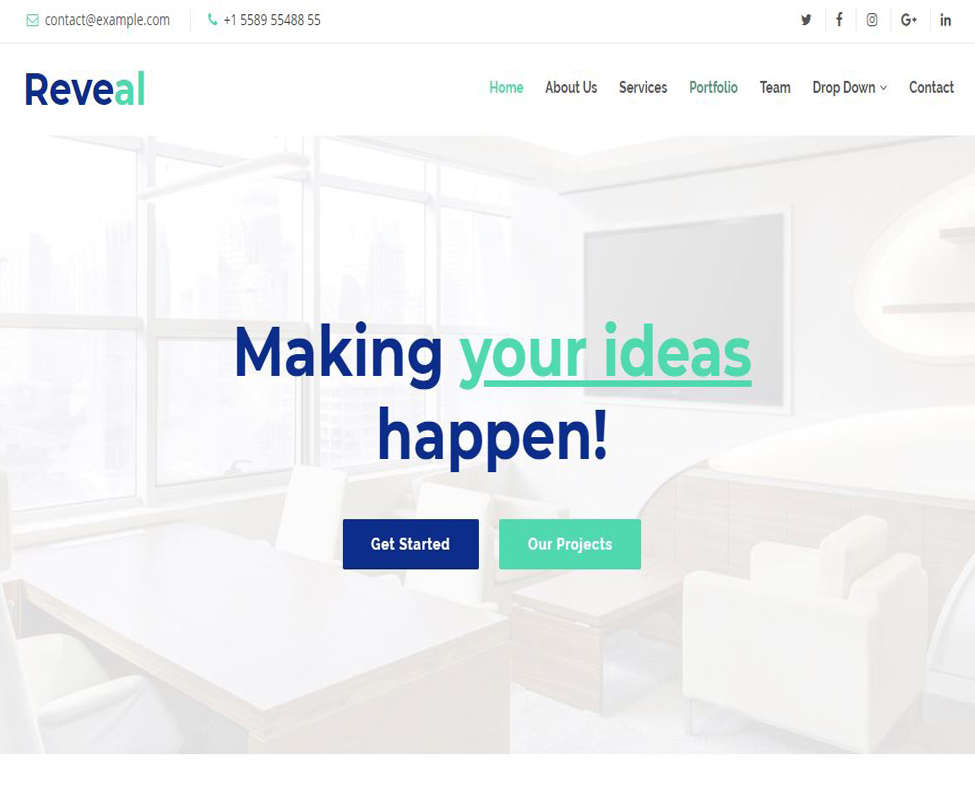 contact@example.com +1 5589 55488 55
Reveal
Home About Us Services Portfolio Team Drop Down Contact
Making your ideas
happen!
Get Started Our Projects